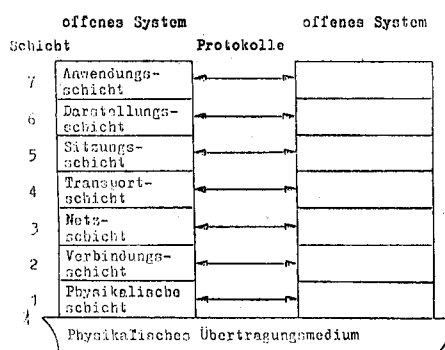 offenes System offenes System
Schicht Protokolle
7 Anwendungs-
schicht
6 Darstellungs-
schicht
5 Sitzungs-
schicht
4 Transport-
schicht
3 Netz-
schicht
2 Verbindungs-
schicht
1 Physikalische
schicht
Physikalisches Übertragungsmedium